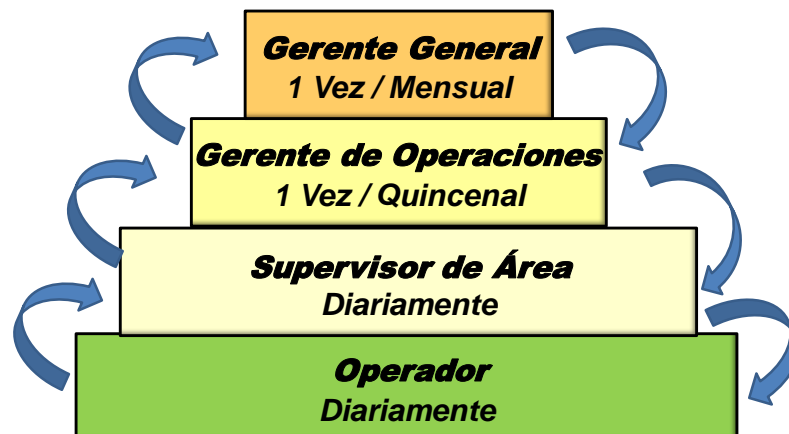 Gerente General
1 Vez / Mensual
Gerente de Operaciones
1 Vez / Quincenal
Supervisor de Área
Diariamente
Operador
Diariamente